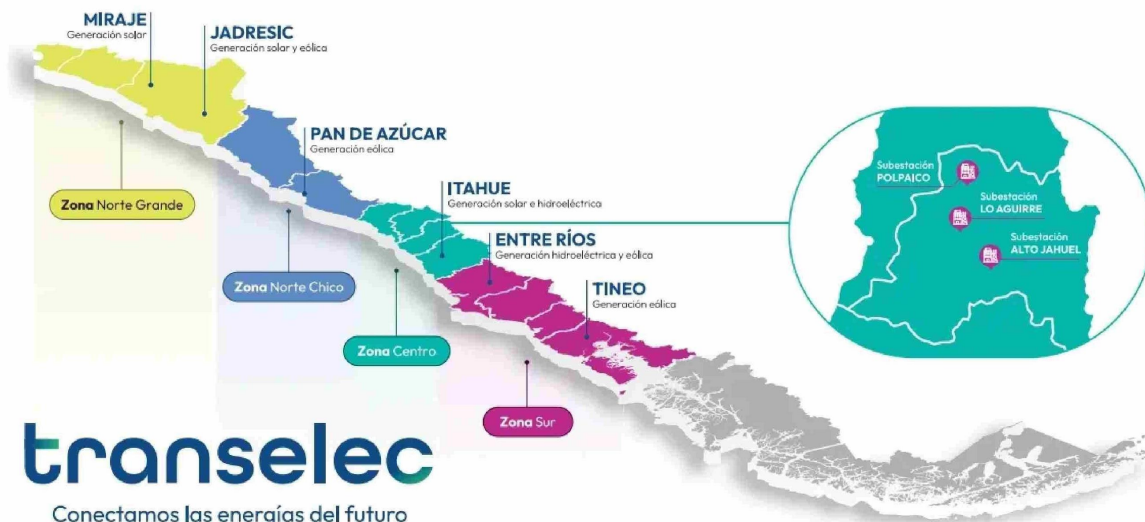 MIRAJE
Generación solar
JADRESIC
Generación solar y eólica
PAN DE AZÚCAR
Generación eólica
ITAHUE
Generación solar e hidroeléctrica
ENTRE RÍOS
Generación hidroeléctrica y eólica
TINEO
Generación eólica
Zona Norte Grande
Zona Norte Chico
Zona Centro
Zona Sur
Subestación
POLPAICO
Subestación
LO AGUIRRE
Subestación
ALTO JAHUEL
transelec
Conectamos las energías del futuro